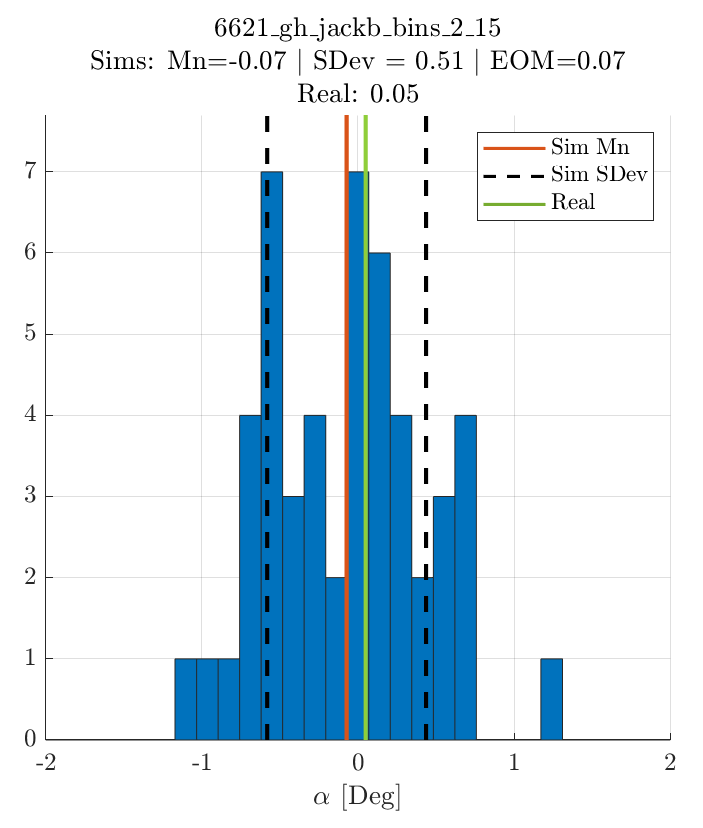 6621_gh_jackb_bins_2_15
Sims: Mn=-0.07 | SDev = 0.51 | EOM=0.07
Real: 0.05
Sim Mn
Sim SDev
Real
7
6
5
4
3
2
1
0
-2 -1 0 1 2
α [Deg]